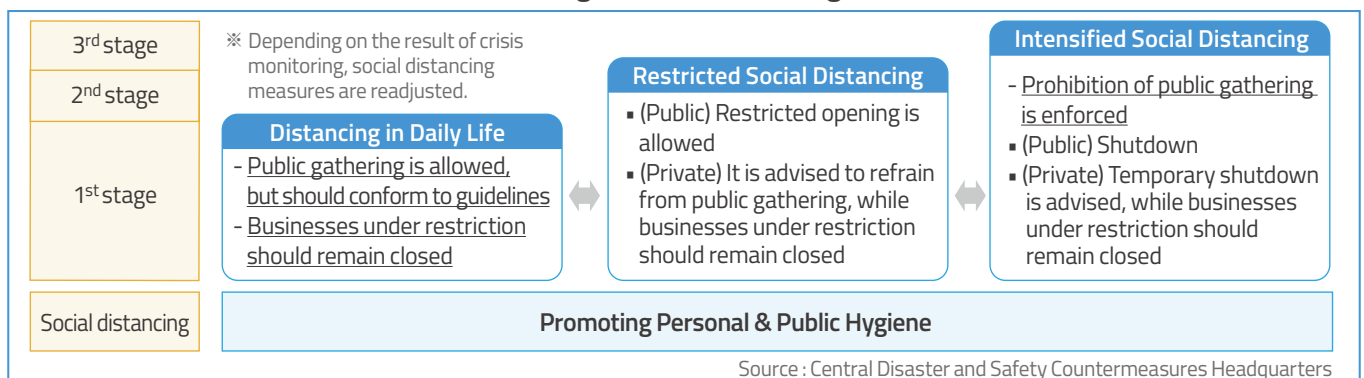 3rd stage
2nd stage
1st stage
※ Depending on the result of crisis
monitoring, social distancing
measures are readjusted.
Distancing in Daily Life
- Public gathering is allowed,
but should conform to guidelines
- Businesses under restriction
should remain closed
Restricted Social Distancing
▪ (Public) Restricted opening is
allowed
▪ (Private) It is advised to refrain
from public gathering, while
businesses under restriction
should remain closed
Intensified Social Distancing
- Prohibition of public gathering
is enforced
▪ (Public) Shutdown
▪ (Private) Temporary shutdown
is advised, while businesses
under restriction should
remain closed
Social distancing
Promoting Personal & Public Hygiene
Source : Central Disaster and Safety Countermeasures Headquarters